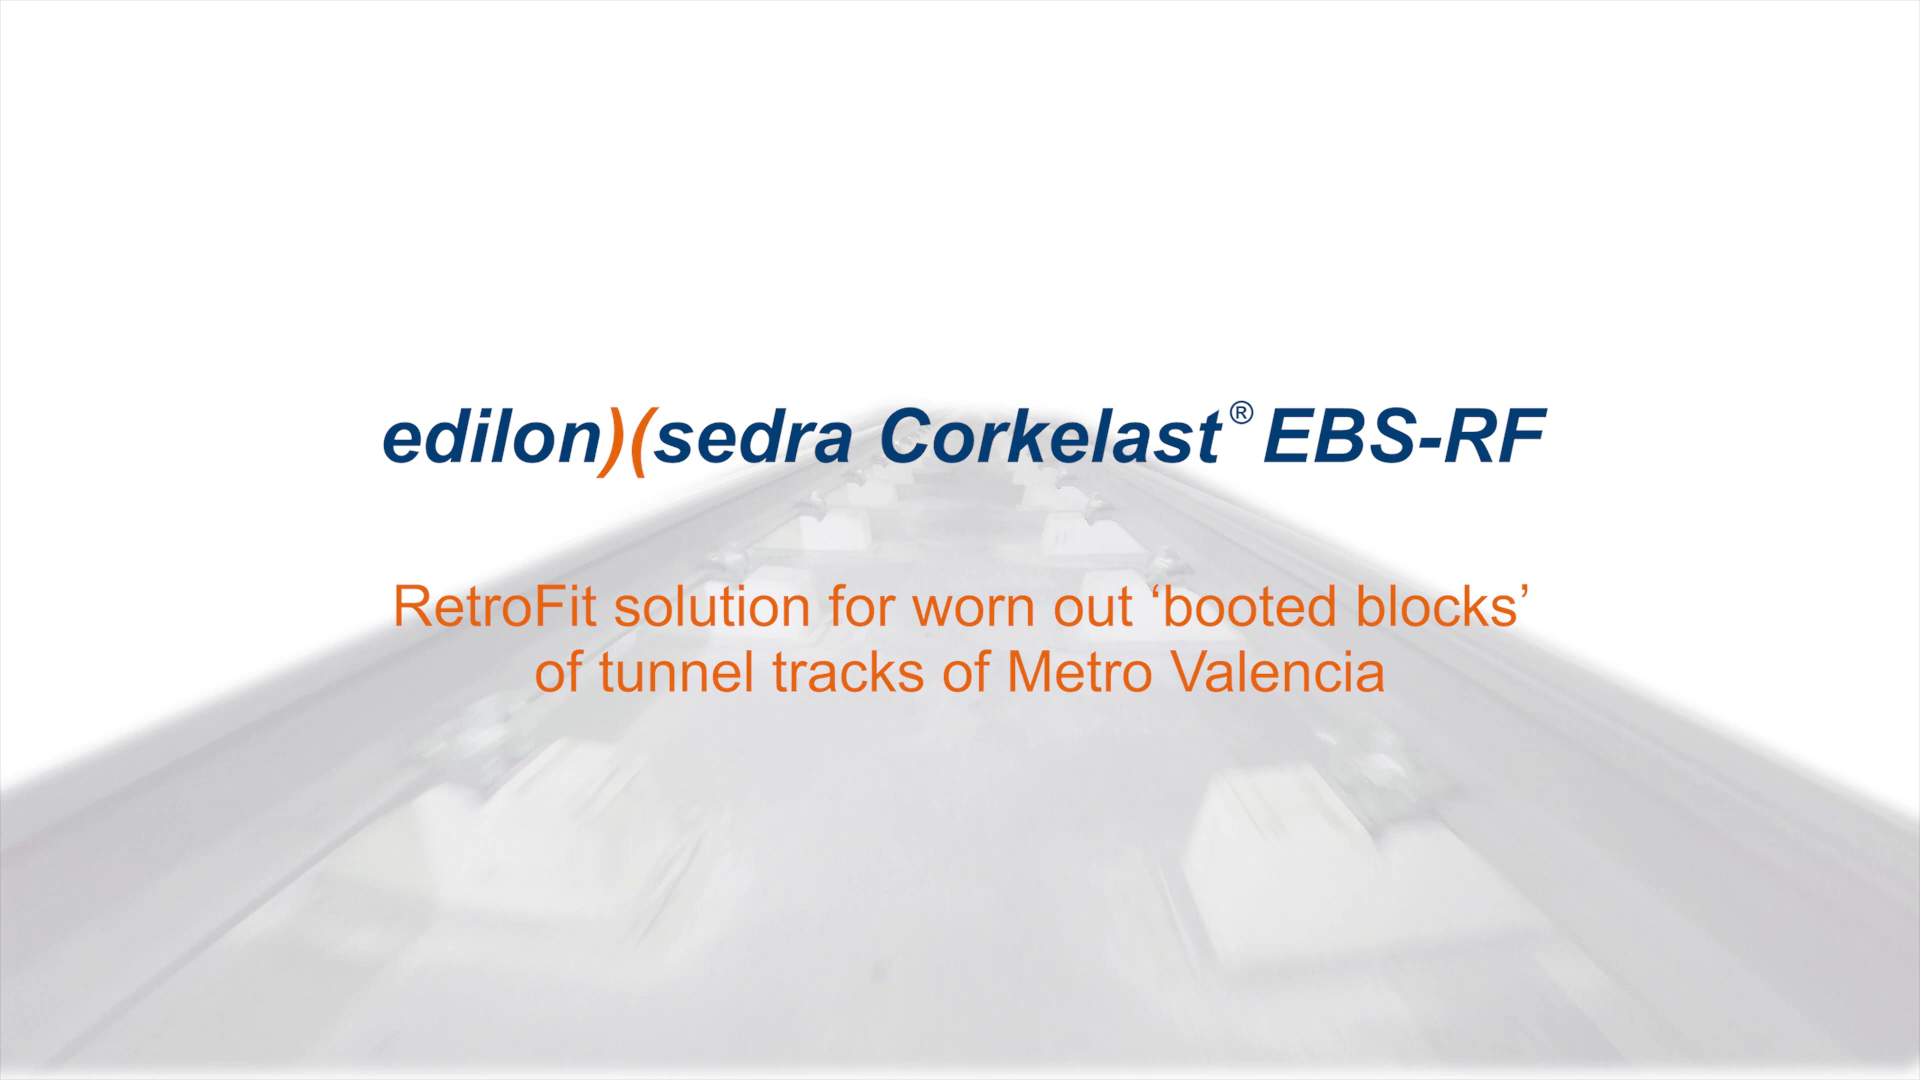 edilon)(sedra Corkelast® EBS-RF
RetroFit solution for worn out ‘booted blocks’
of tunnel tracks of Metro Valencia